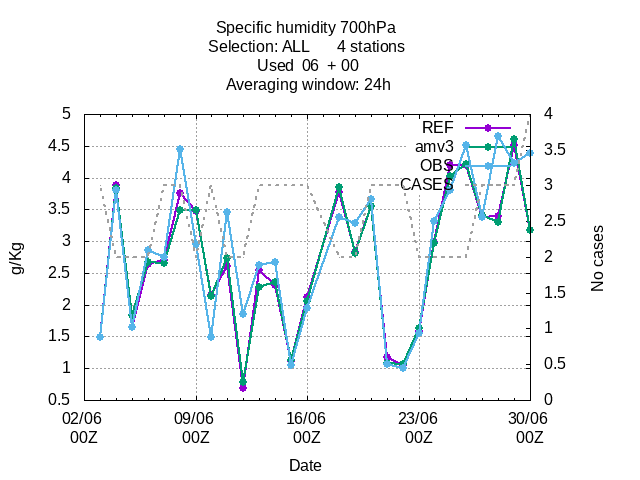 Specific humidity 700hPa
Selection: ALL      4 stations
Used  06  + 00
Averaging window: 24h
REF
amv3
OBS
CASES
g/Kg
5
4.5
4
3.5
3
2.5
2
1.5
1
0.5
4
3.5
3
2.5
2
1.5
1
0.5
0
No cases
02/06 09/06 16/06 23/06 30/06
00Z 00Z 00Z 00Z 00Z
Date